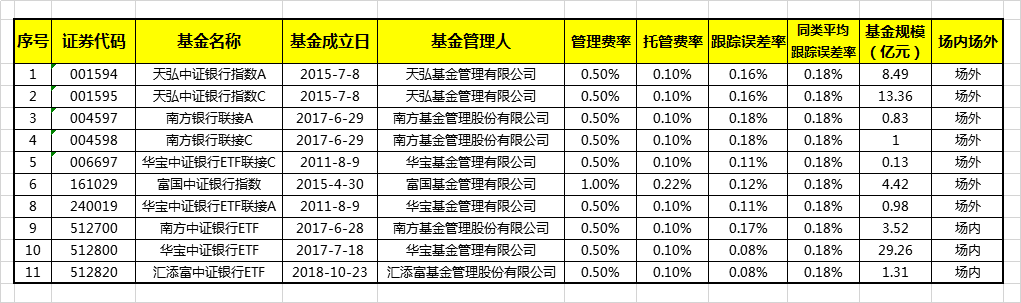 序号 证券代码 基金名称 基金成立日 基金管理人 管理费率 托管费率 跟踪误差率 同类平均跟踪误差率 基金规模（亿元） 场内场外
1 001594 天弘中证银行指数A 2015-7-8 天弘基金管理有限公司 0.50% 0.10% 0.16% 0.18% 8.49 场外
2 001595 天弘中证银行指数C 2015-7-8 天弘基金管理有限公司 0.50% 0.10% 0.16% 0.18% 13.36 场外
3 004597 南方银行联接A 2017-6-29 南方基金管理股份有限公司 0.50% 0.10% 0.18% 0.18% 0.83 场外
4 004598 南方银行联接C 2017-6-29 南方基金管理股份有限公司 0.50% 0.10% 0.18% 0.18% 1 场外
5 006697 华宝中证银行ETF联接C 2011-8-9 华宝基金管理有限公司 0.50% 0.10% 0.11% 0.18% 0.13 场外
6 161029 富国中证银行指数 2015-4-30 富国基金管理有限公司 1.00% 0.22% 0.12% 0.18% 4.42 场外
8 240019 华宝中证银行ETF联接A 2011-8-9 华宝基金管理有限公司 0.50% 0.10% 0.11% 0.18% 0.98 场外
9 512700 南方中证银行ETF 2017-6-28 南方基金管理股份有限公司 0.50% 0.10% 0.17% 0.18% 3.52 场内
10 512800 华宝中证银行ETF 2017-7-18 华宝基金管理有限公司 0.50% 0.10% 0.08% 0.18% 29.26 场内
11 512820 汇添富中证银行ETF 2018-10-23 汇添富基金管理股份有限公司 0.50% 0.10% 0.08% 0.18% 1.31 场内